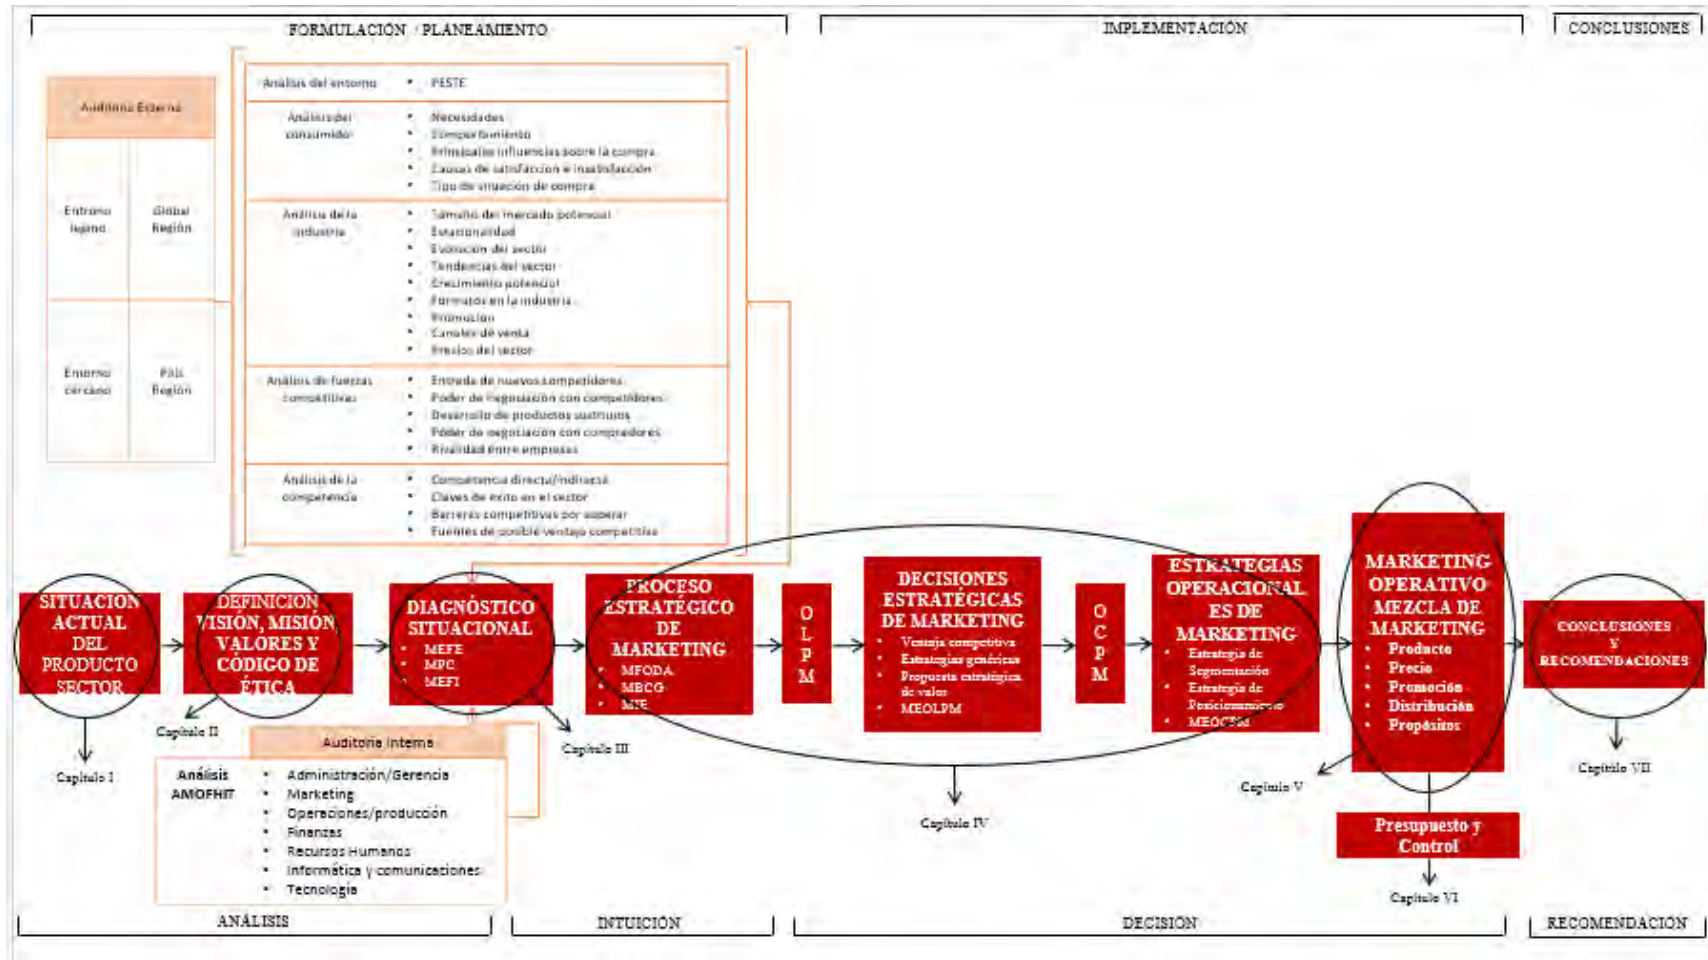 FORMULACIÓN / PLANEAMIENTO
IMPLEMENTACIÓN
CONCLUSIONES
Auditoria Externa
Entrono
lejano
Global
Región
Entorno
cercano
País
Región
Análisis del entorno
• PESTE
Análisis del
consumidor
• Necesidades
• Comportamiento
• Principales influencias sobre la compra
• Causas de satisfacción e insatisfacción
• Tipo de situación de compra
Análisis de la
industria
• Tamaño del mercado potencial
• Estacionalidad
• Evolución del sector
• Tendencias del sector
• Crecimiento potencial
• Formatos en la industria
• Promoción
• Canales de venta
• Precios del sector
Análisis de fuerzas
competitivas
• Entrada de nuevos competidores
• Poder de negociación con competidores
• Desarrollo de productos sustitutos
• Poder de negociación con compradores
• Rivalidad entre empresas
Análisis de la
competencia
• Competencia directa/indirecta
• Claves de éxito en el sector
• Barreras competitivas por superar
• Fuentes de posible ventaja competitiva
SITUACION
ACTUAL
DEL
PRODUCTO
SECTOR
DEFINICION
VISIÓN, MISIÓN
VALORES Y
CÓDIGO DE
ÉTICA
DIAGNÓSTICO
SITUACIONAL
• MEFE
• MPC
• MEFI
PROCESO
ESTRATÉGICO
DE
MARKETING
• MFODA
• MBCG
• MIE
O
L
P
M
DECISIONES
ESTRATÉGICAS
DE MARKETING
• Ventaja competitiva
• Estrategias genéricas
• Propuesta estratégica
de valor
• MEOLPM
O
C
P
M
ESTRATEGIAS
OPERACIONAL
ES DE
MARKETING
• Estrategia de
Segmentación
• Estrategia de
Posicionamiento
• MEOCPM
MARKETING
OPERATIVO
MEZCLA DE
MARKETING
• Producto
• Precio
• Promoción
• Distribución
• Propósitos
CONCLUSIONES
Y
RECOMENDACIONES
Capítulo I
Capítulo II
Capítulo III
Capítulo IV
Capítulo V
Capítulo VII
Presupuesto y
Control
Capítulo VI
Auditoria Interna
Análisis
AMOFHIT
• Administración/Gerencia
• Marketing
• Operaciones/producción
• Finanzas
• Recursos Humanos
• Informática y comunicaciones
• Tecnología
ANÁLISIS
INTUICIÓN
DECISIÓN
RECOMENDACIÓN